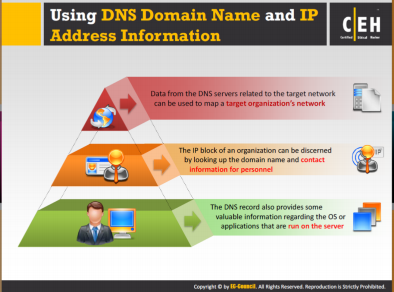 Using DNS Domain Name and IP
Address Information
C|EH
Certified Ethical Hacker
Data from the DNS servers related to the target network
can be used to map a target organization's network
The IP block of an organization can be discerned
by looking up the domain name and contact
information for personnel
IP
The DNS record also provides some
valuable information regarding the OS or
applications that are run on the server
Copyright © by EC-Council. All Rights Reserved. Reproduction is Strictly Prohibited.